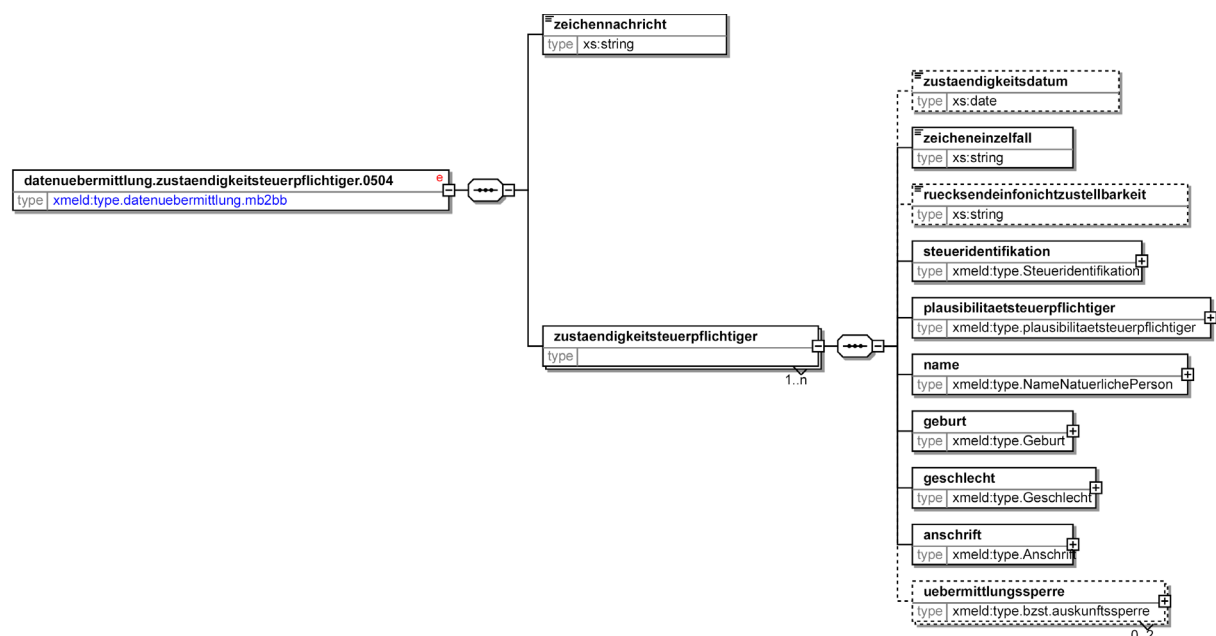 zeichennachricht
type xs:string
zustaendigkeitsdatum
type xs:date
zeicheneinzelfall
type xs:string
datenuebermittlung.zustaendigkeitsteuerpflichtiger.0504 e
type xmeld:type.datenuebermittlung.mb2bb
ruecksendeinfonichtzustellbarkeit
type xs:string
steueridentifikation
type xmeld:type.Steueridentifikation
plausibilitaetsteuerpflichtiger
type xmeld:type.plausibilitaetsteuerpflichtiger
zustaendigkeitsteuerpflichtiger
type
1..n
name
type xmeld:type.NameNatuerlichePerson
geburt
type xmeld:type.Geburt
geschlecht
type xmeld:type.Geschlecht
anschrift
type xmeld:type.Anschrift
uebermittlungssperre
type xmeld:type.bzst.auskunftssperre
0..2